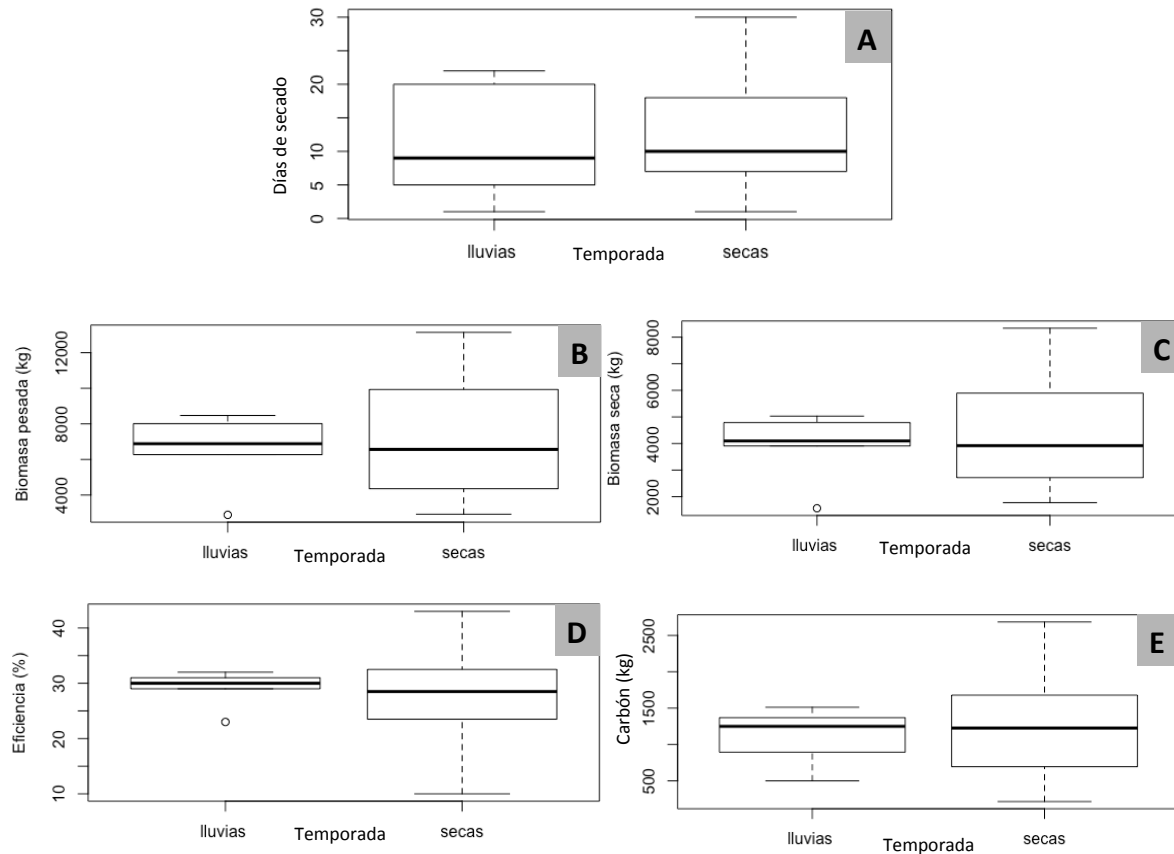 A
Días de secado
30
20
10
5
0
lluvias Temporada secas
B
Biomasa pesada (kg)
12000
8000
4000
lluvias Temporada secas
C
Biomasa seca (kg)
8000
6000
4000
2000
lluvias Temporada secas
D
Eficiencia (%)
40
30
20
10
lluvias Temporada secas
E
Carbón (kg)
2500
1500
500
lluvias Temporada secas